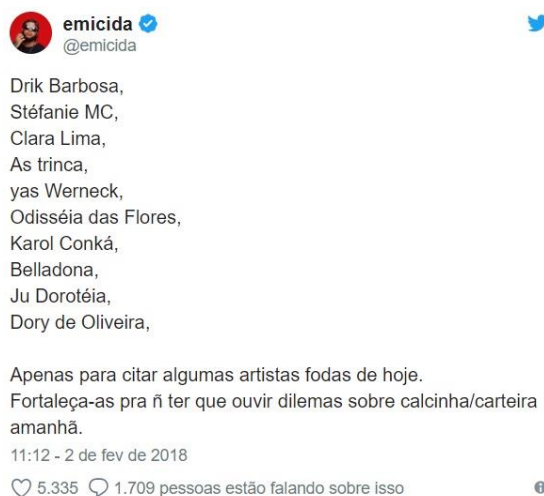 emicida
@emicida
Drik Barbosa,
Stéfanie MC,
Clara Lima,
As trinca,
yas Werneck,
Odisséia das Flores,
Karol Conká,
Belladona,
Ju Dorotéia,
Dory de Oliveira,
Apenas para citar algumas artistas fodas de hoje.
Fortaleça-as pra ñ ter que ouvir dilemas sobre calcinha/carteira
amanhã.
11:12 - 2 de fev de 2018
5.335 1.709 pessoas estão falando sobre isso